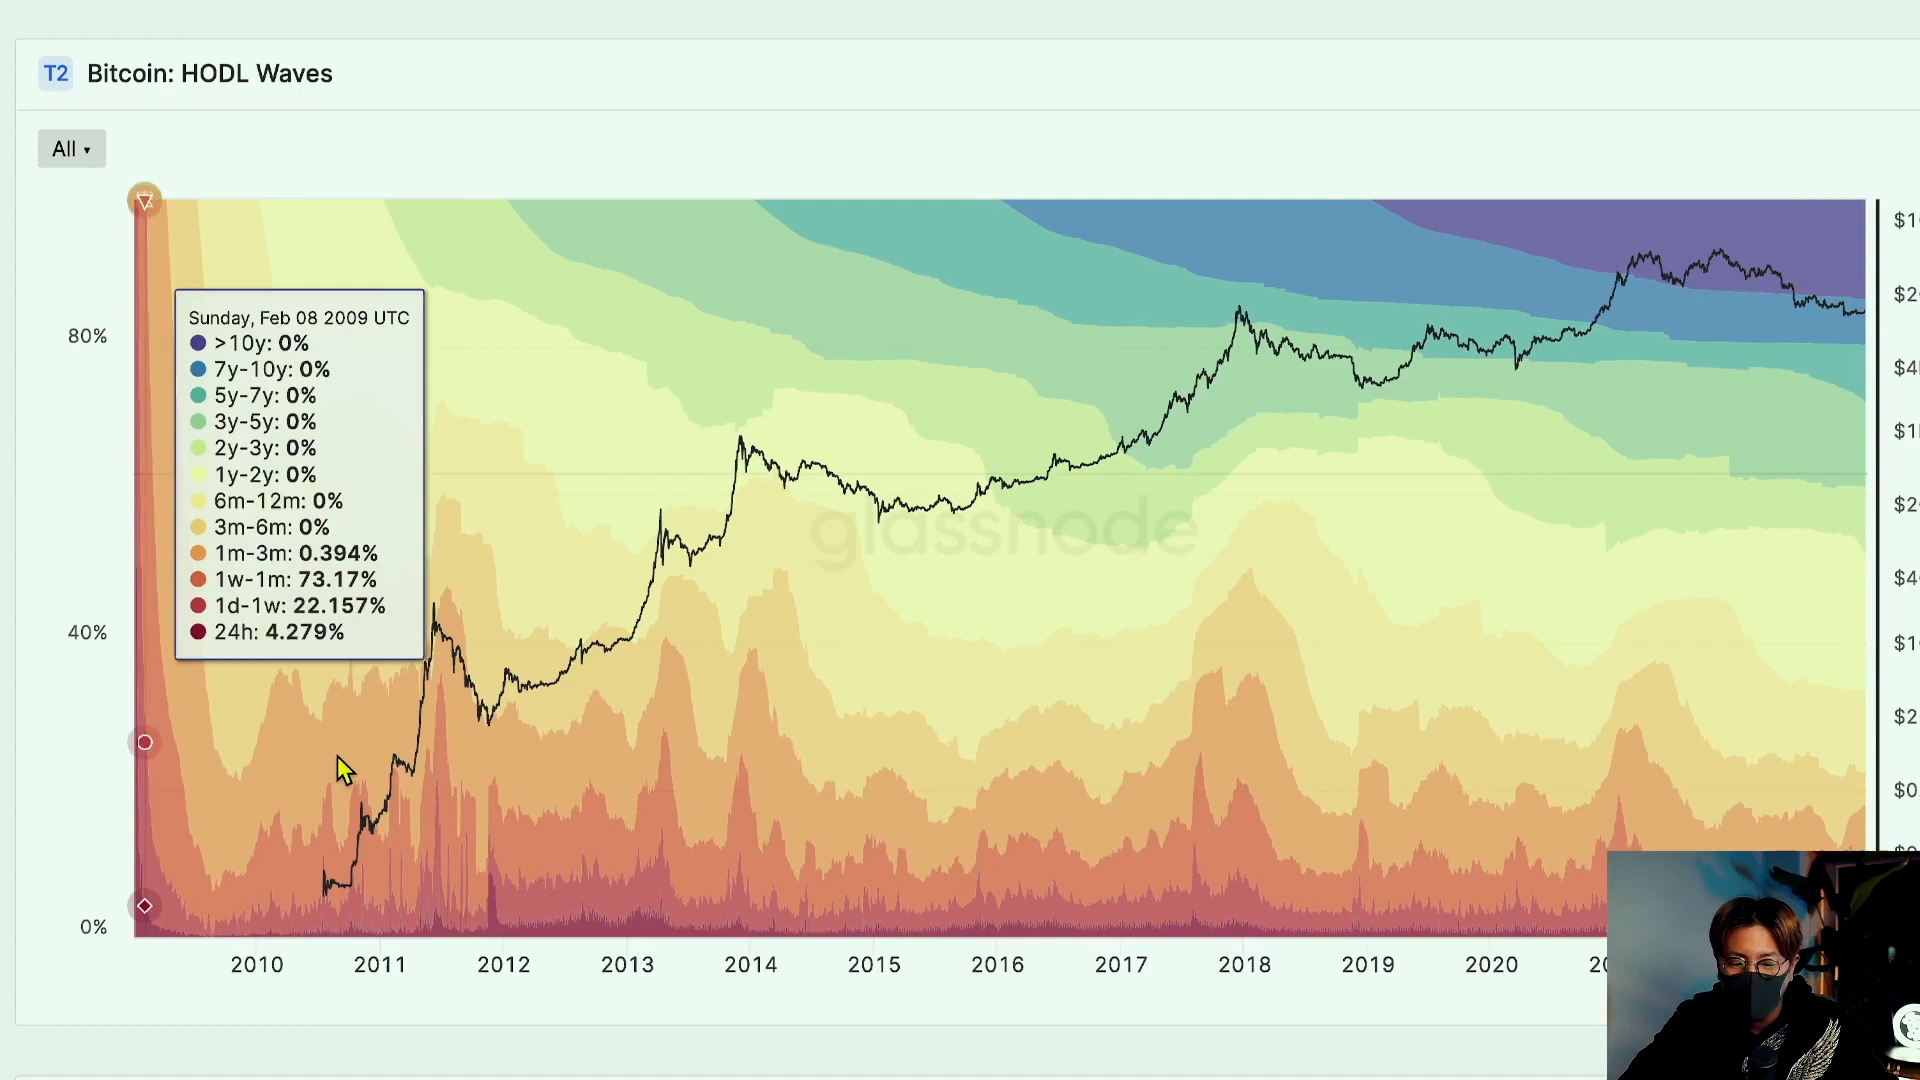 T2 Bitcoin: HODL Waves
All ▾
Sunday, Feb 08 2009 UTC
>10y: 0%
7y-10y: 0%
5y-7y: 0%
3y-5y: 0%
2y-3y: 0%
1y-2y: 0%
6m-12m: 0%
3m-6m: 0%
1m-3m: 0.394%
1w-1m: 73.17%
1d-1w: 22.157%
24h: 4.279%
80%
40%
0%
glassnode
2010 2011 2012 2013 2014 2015 2016 2017 2018 2019 2020